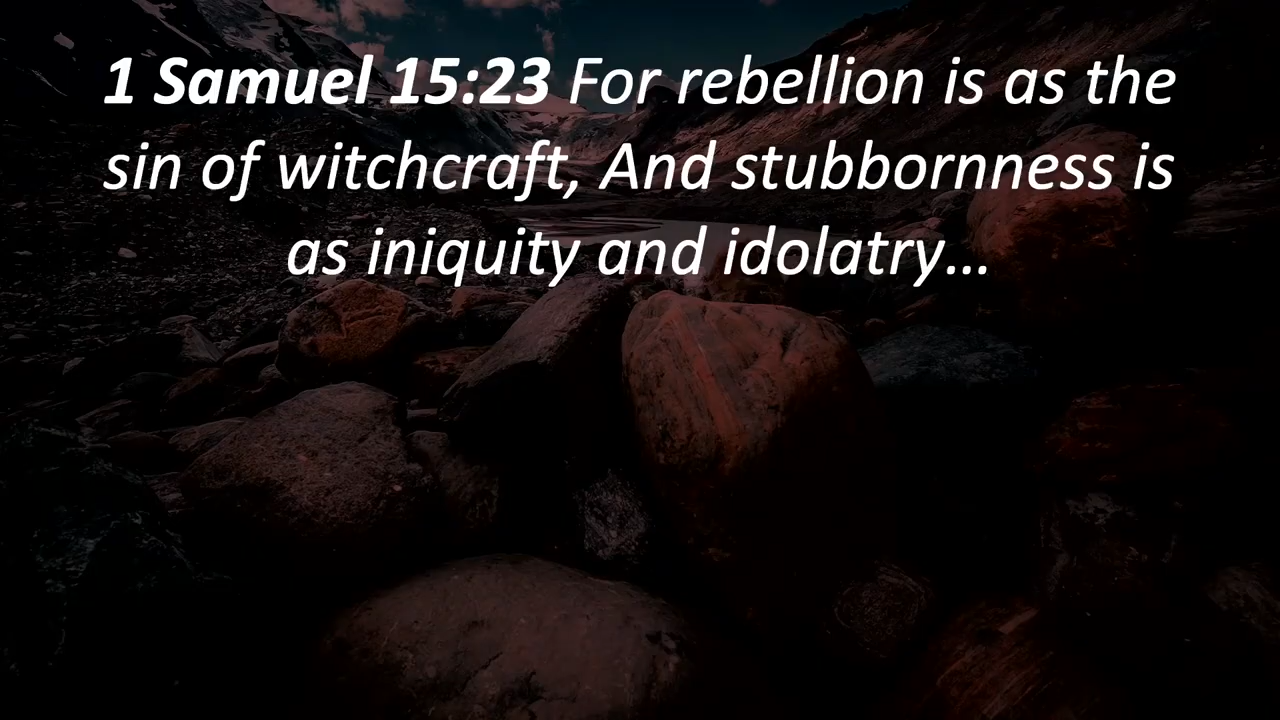 1 Samuel 15:23 For rebellion is as the
sin of witchcraft, And stubbornness is
as iniquity and idolatry…